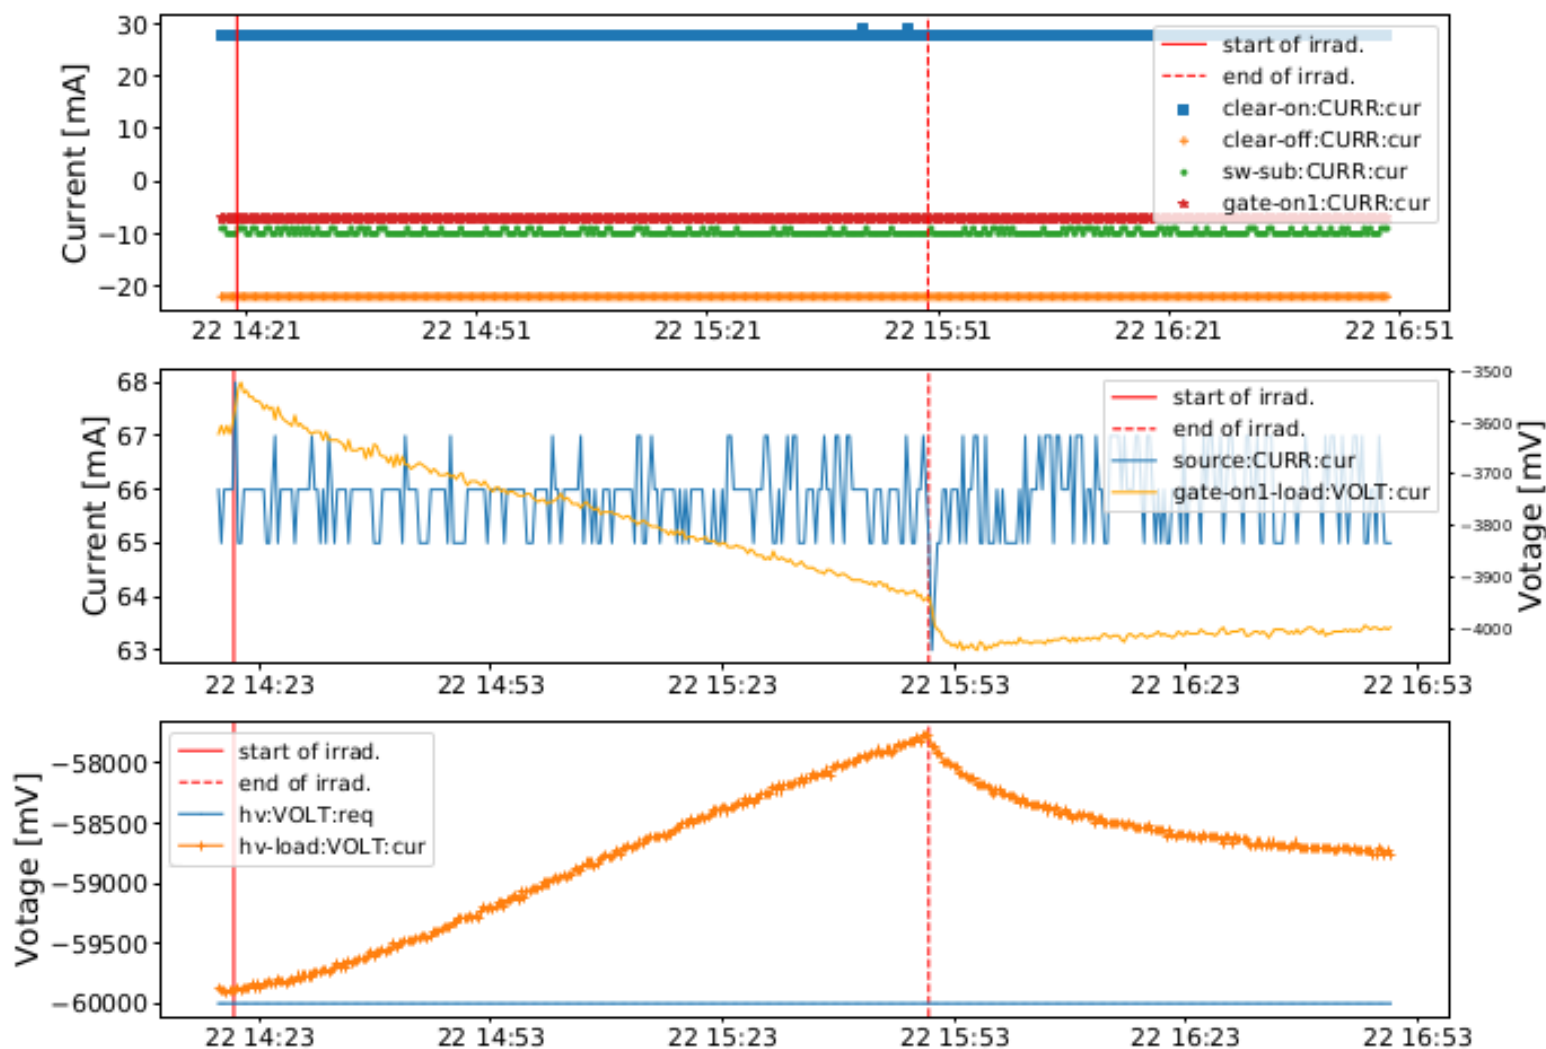 30
20
10
0
−10
−20
Current [mA]
start of irrad.
end of irrad.
clear-on:CURR:cur
clear-off:CURR:cur
sw-sub:CURR:cur
gate-on1:CURR:cur
22 14:21
22 14:51
22 15:21
22 15:51
22 16:21
22 16:51
68
67
66
65
64
63
Current [mA]
start of irrad.
end of irrad.
source:CURR:cur
gate-on1-load:VOLT:cur
−3500
−3600
−3700
−3800
−3900
−4000
Votage [mV]
22 14:23
22 14:53
22 15:23
22 15:53
22 16:23
22 16:53
−58000
−58500
−59000
−59500
−60000
Votage [mV]
start of irrad.
end of irrad.
hv:VOLT:req
hv-load:VOLT:cur
22 14:23
22 14:53
22 15:23
22 15:53
22 16:23
22 16:53